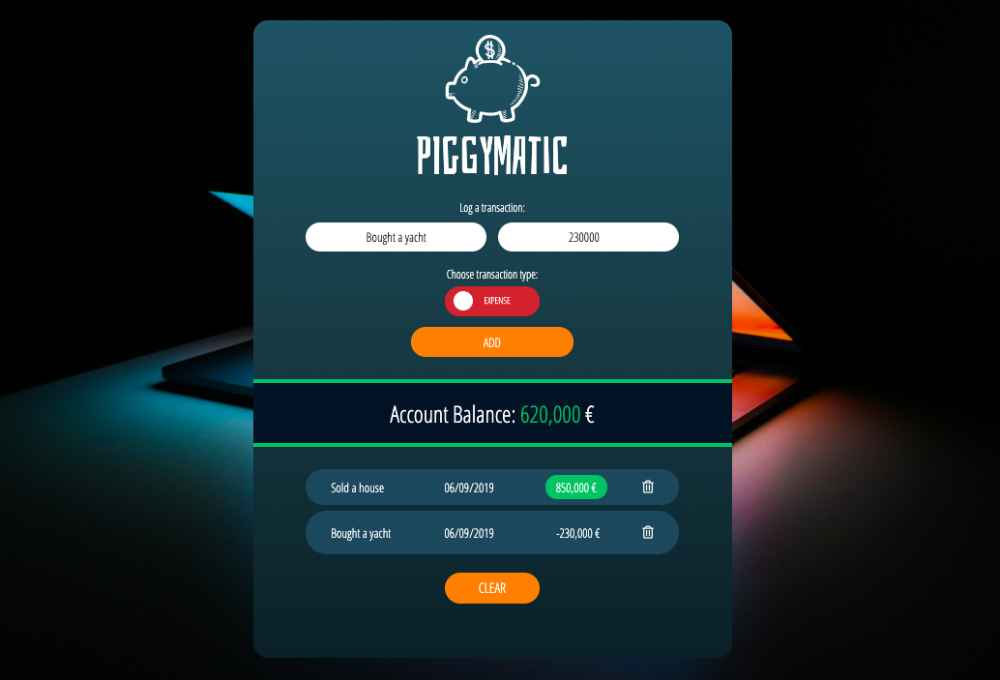 $
PIGGYMATIC
Log a transaction:
Bought a yacht 230000
Choose transaction type:
EXPENSE
ADD
Account Balance: 620,000 €
Sold a house 06/09/2019 850,000 €
Bought a yacht 06/09/2019 -230,000 €
CLEAR